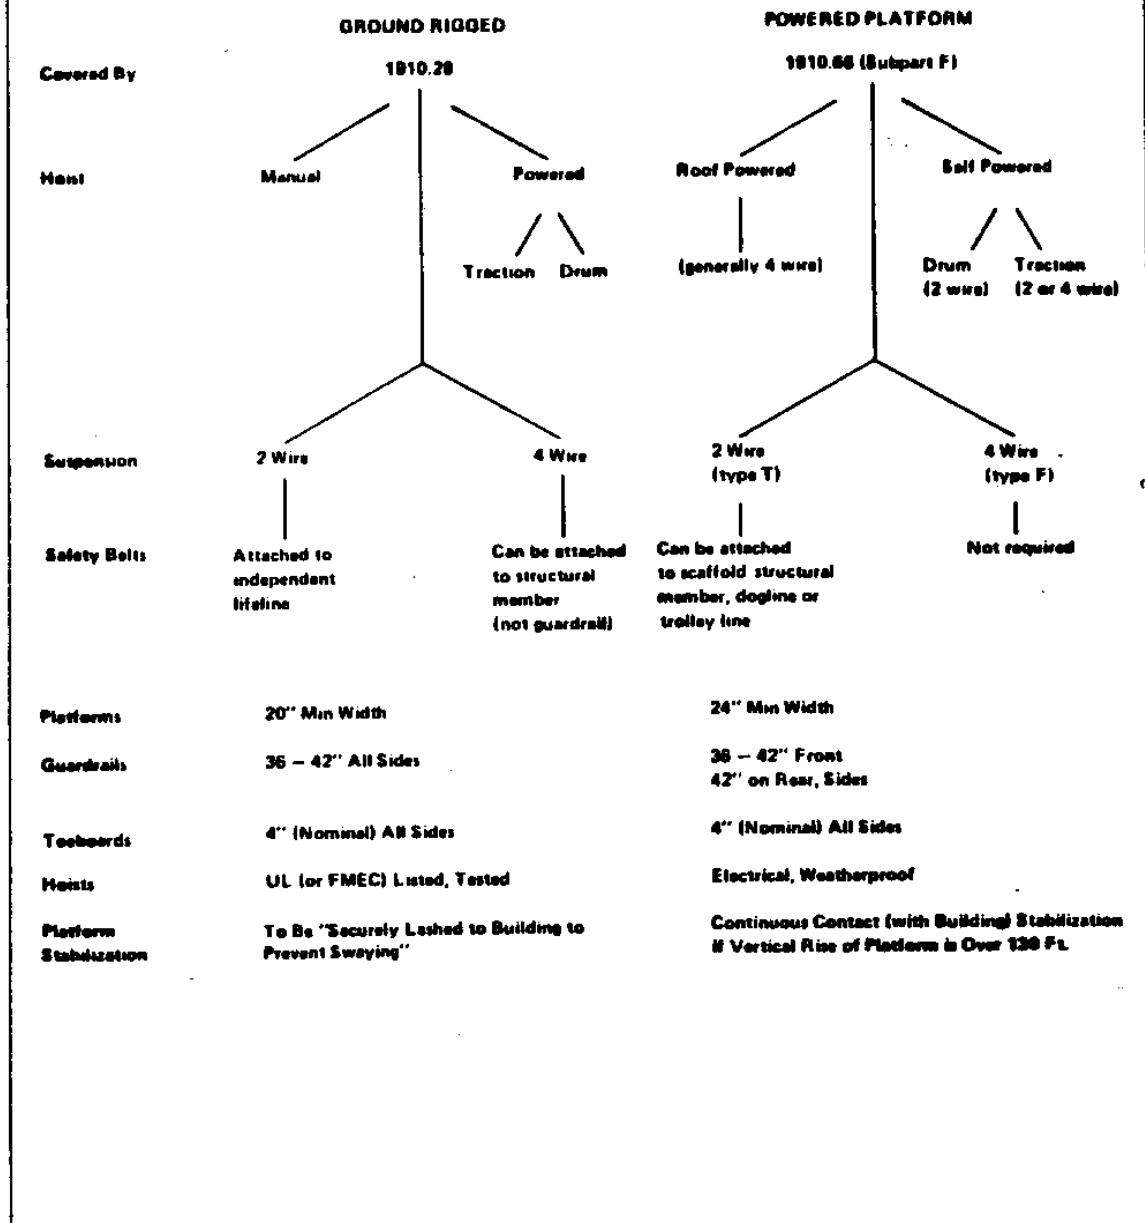 GROUND RIGGED
POWERED PLATFORM
Covered By
1910.28
1910.66 (Subpart F)
Hoist
Manual
Powered
Roof Powered
Self Powered
Traction
Drum
(generally 4 wire)
Drum
(2 wire)
Traction
(2 or 4 wire)
Suspension
2 Wire
4 Wire
2 Wire
(type T)
4 Wire
(type F)
Safety Belts
Attached to
independent
lifeline
Can be attached
to structural
member
(not guardrail)
Can be attached
to scaffold structural
member, dogline or
trolley line
Not required
Platforms
20" Min Width
24" Min Width
Guardrails
36 – 42" All Sides
36 – 42" Front
42" on Rear, Sides
Toeboards
4" (Nominal) All Sides
4" (Nominal) All Sides
Hoists
UL (or FMEC) Listed, Tested
Electrical, Weatherproof
Platform
Stabilization
To Be "Securely Lashed to Building to
Prevent Swaying"
Continuous Contact (with Building) Stabilization
if Vertical Rise of Platform is Over 130 Ft.